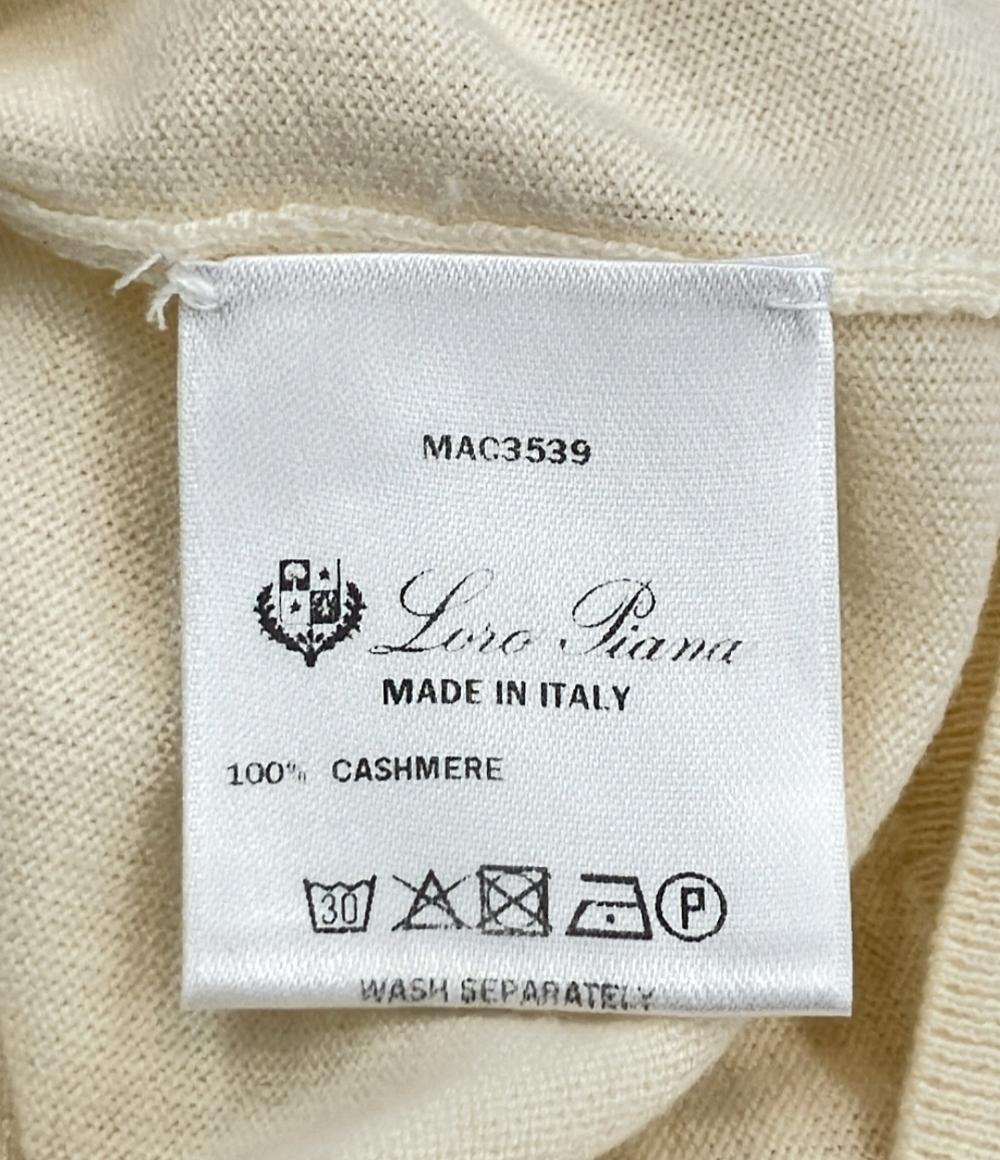 MAC3539
Loro Piana
MADE IN ITALY
100% CASHMERE
30 P
WASH SEPARATELY